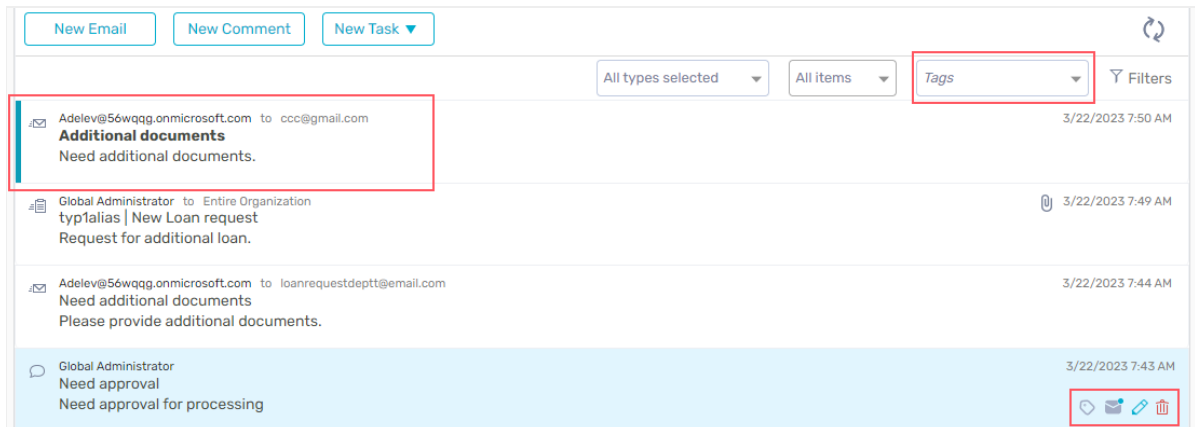 New Email New Comment New Task
All types selected All items Tags Filters
Adelev@56wqqg.onmicrosoft.com to ccc@gmail.com 3/22/2023 7:50 AM
Additional documents
Need additional documents.
Global Administrator to Entire Organization 3/22/2023 7:49 AM
typ1alias | New Loan request
Request for additional loan.
Adelev@56wqqg.onmicrosoft.com to loanrequestdeptt@email.com 3/22/2023 7:44 AM
Need additional documents
Please provide additional documents.
Global Administrator 3/22/2023 7:43 AM
Need approval
Need approval for processing